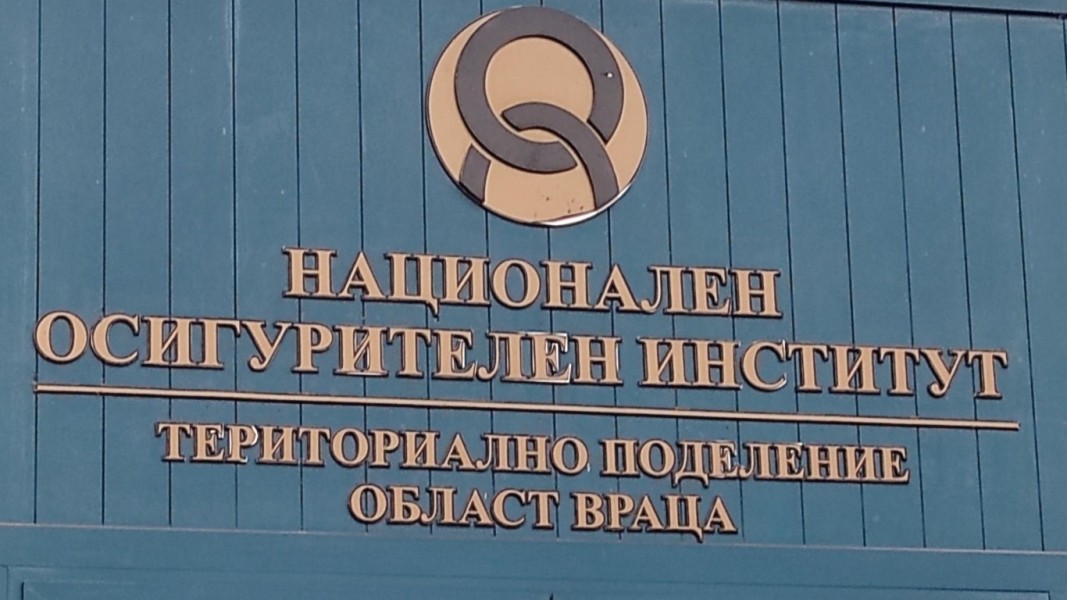 НАЦИОНАЛЕН
ОСИГУРИТЕЛЕН ИНСТИТУТ
ТЕРИТОРИАЛНО ПОДЕЛЕНИЕ
ОБЛАСТ ВРАЦА